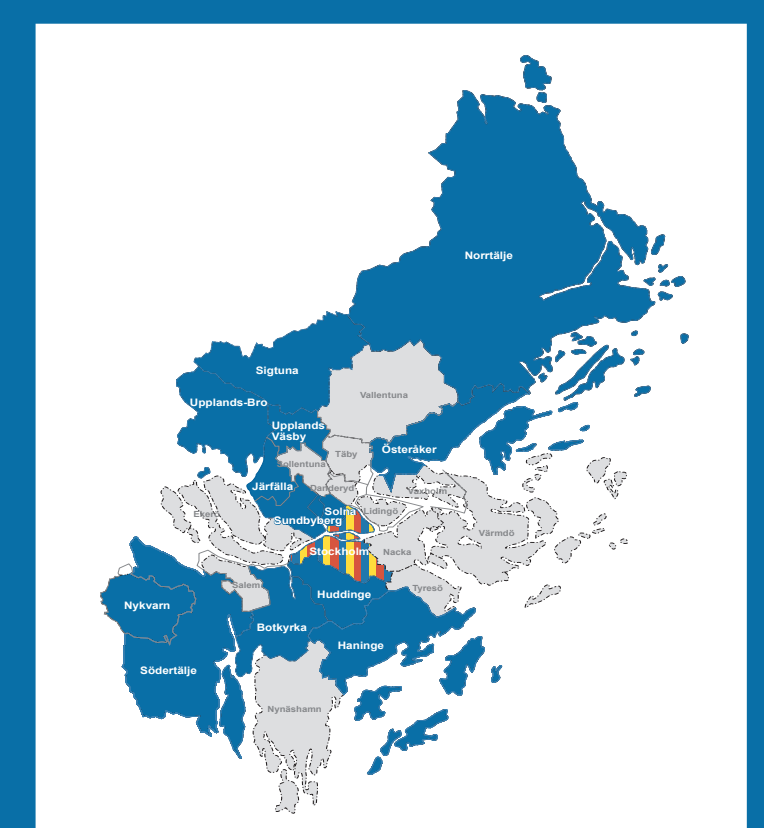 Norrtälje
Sigtuna
Vallentuna
Upplands-Bro
Upplands
Väsby
Österåker
Täby
Sollentuna
Järfälla
Danderyd
Vaxholm
Ekerö
Solna
Lidingö
Sundbyberg
Värmdö
Stockholm
Nacka
Salem
Tyresö
Huddinge
Nykvarn
Botkyrka
Haninge
Södertälje
Nynäshamn